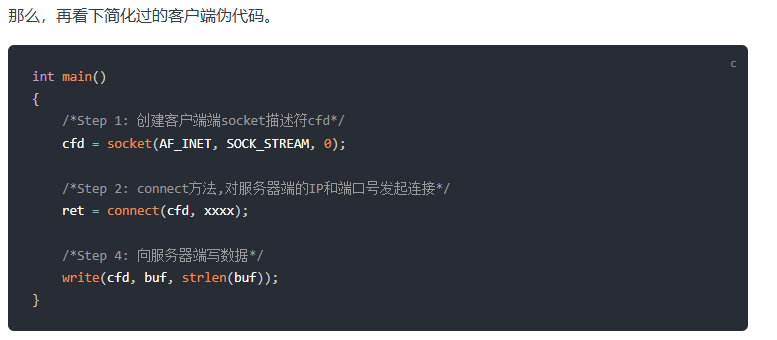 那么，再看下简化过的客户端伪代码。
c
int main()
{
    /*Step 1: 创建客户端端socket描述符cfd*/
    cfd = socket(AF_INET, SOCK_STREAM, 0);

    /*Step 2: connect方法,对服务器端的IP和端口号发起连接*/
    ret = connect(cfd, xxxx);

    /*Step 4: 向服务器端写数据*/
    write(cfd, buf, strlen(buf));
}